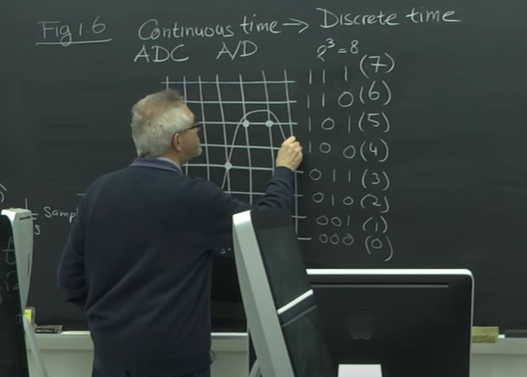 Fig 1.6 Continuous time → Discrete time
ADC A/D 2³ = 8
1 1 1 (7)
1 1 0 (6)
1 0 1 (5)
1 0 0 (4)
0 1 1 (3)
0 1 0 (2)
0 0 1 (1)
0 0 0 (0)